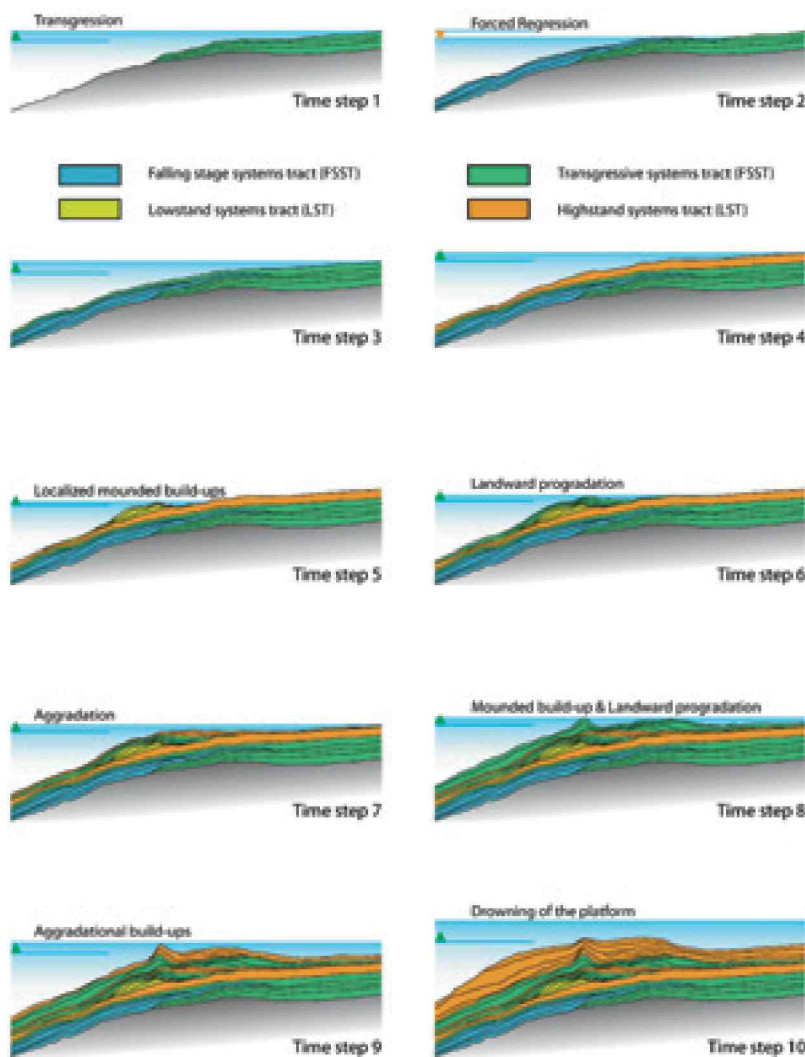 Transgression
Forced Regression
Time step 1
Time step 2
Falling stage systems tract (FSST)
Transgressive systems tract (FSST)
Lowstand systems tract (LST)
Highstand systems tract (LST)
Time step 3
Time step 4
Localized mounded build-ups
Landward progradation
Time step 5
Time step 6
Aggradation
Mounded build-up & Landward progradation
Time step 7
Time step 8
Aggradational build-ups
Drowning of the platform
Time step 9
Time step 10